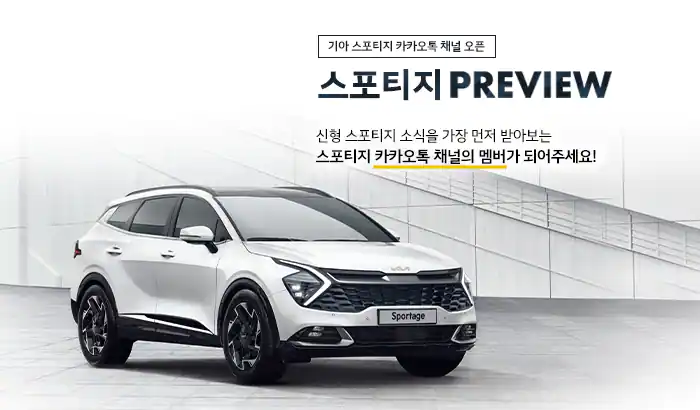 기아 스포티지 카카오톡 채널 오픈
스포티지 PREVIEW
신형 스포티지 소식을 가장 먼저 받아보는
스포티지 카카오톡 채널의 멤버가 되어주세요!
KIA
Sportage